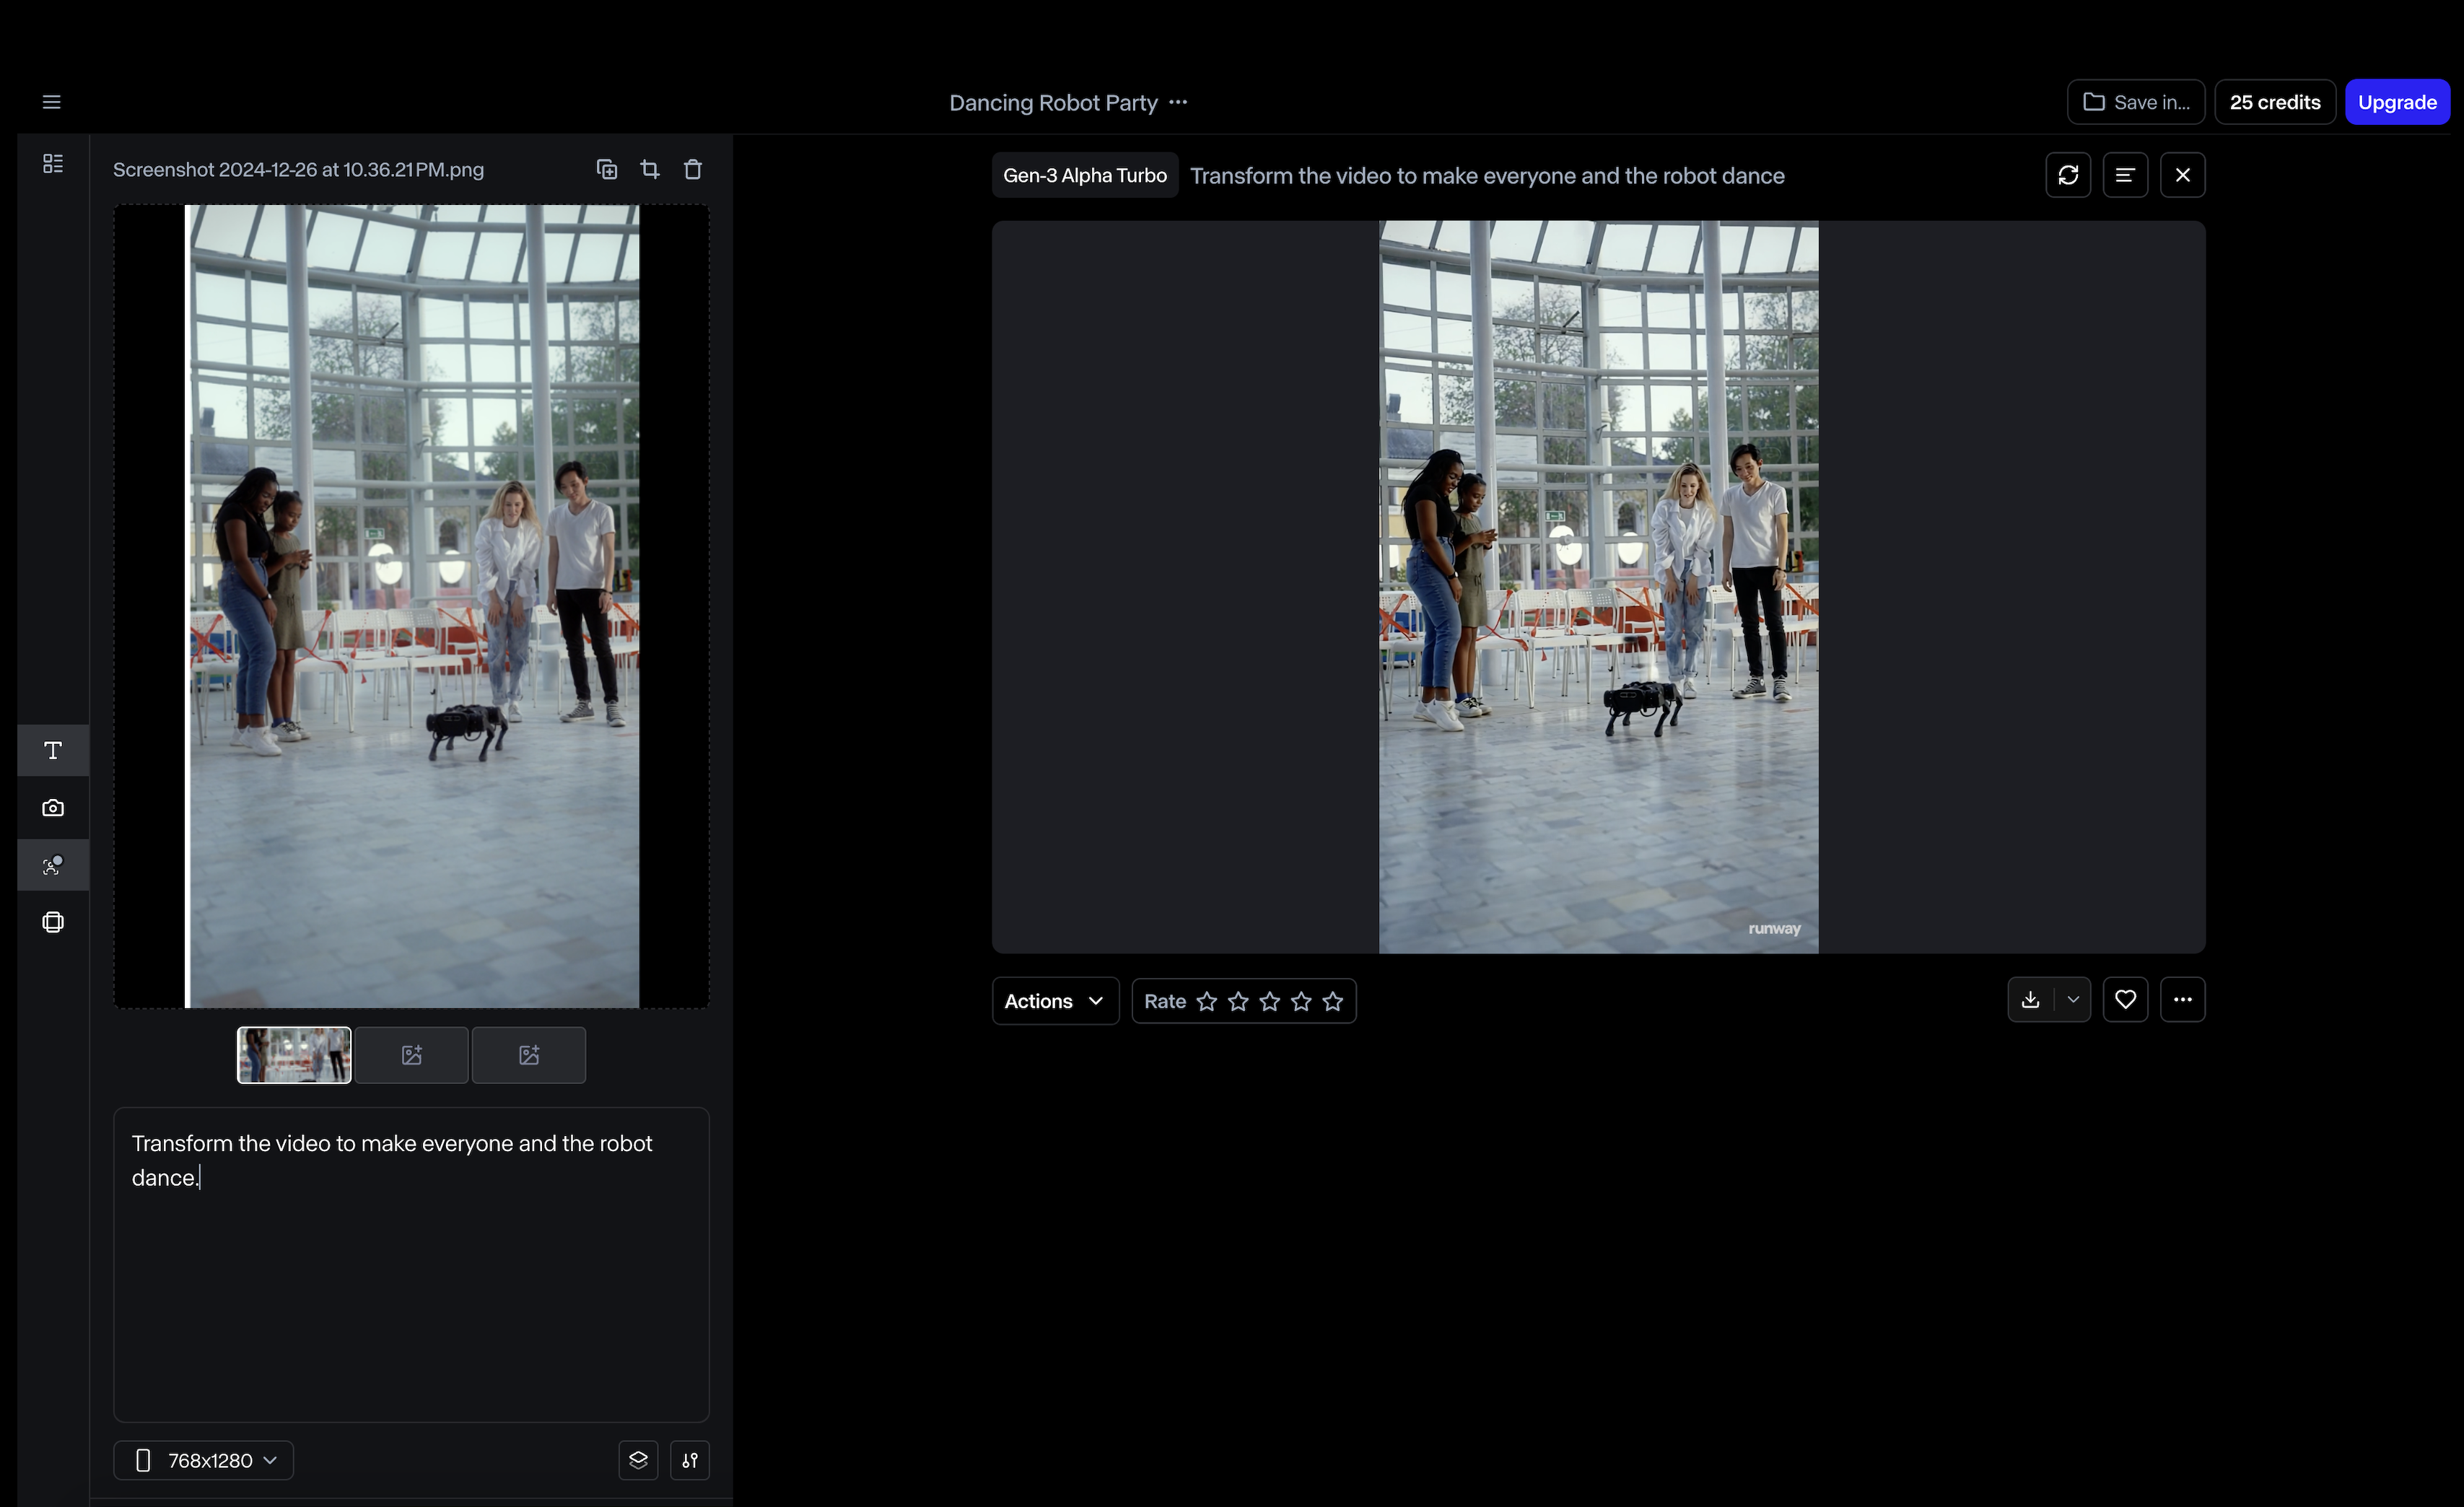 Dancing Robot Party
Save in...
25 credits
Upgrade
Screenshot 2024-12-26 at 10.36.21 PM.png
Gen-3 Alpha Turbo
Transform the video to make everyone and the robot dance
runway
Actions
Rate
Transform the video to make everyone and the robot
dance.
768x1280